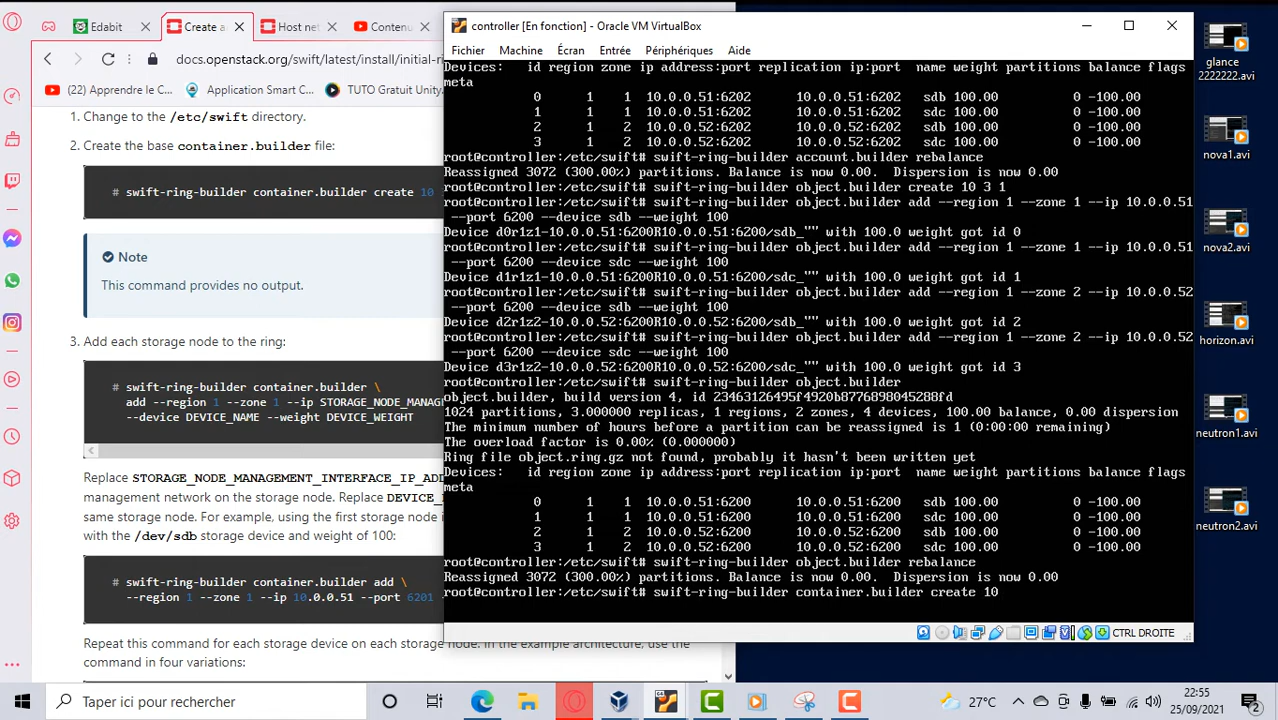 Edabit
Create a
Host net
Contenu
docs.openstack.org/swift/latest/install/initial-ri
(22) Apprendre le C
Application Smart C
TUTO Gratuit Unity
1. Change to the /etc/swift directory.
2. Create the base container.builder file:
# swift-ring-builder container.builder create 10
Note
This command provides no output.
3. Add each storage node to the ring:
# swift-ring-builder container.builder \
add --region 1 --zone 1 --ip STORAGE_NODE_MANAG
--device DEVICE_NAME --weight DEVICE_WEIGHT
Replace STORAGE_NODE_MANAGEMENT_INTERFACE_IP_ADD
management network on the storage node. Replace DEVICE_
same storage node. For example, using the first storage node i
with the /dev/sdb storage device and weight of 100:
# swift-ring-builder container.builder add \
--region 1 --zone 1 --ip 10.0.0.51 --port 6201
Repeat this command for each storage device on each storage node. In the example architecture, use the
command in four variations:
controller [En fonction] - Oracle VM VirtualBox
Fichier Machine Écran Entrée Périphériques Aide
Devices:   id region zone ip address:port replication ip:port  name weight partitions balance flags
meta
0 1 1 10.0.0.51:6202 10.0.0.51:6202 sdb 100.00 0 -100.00
1 1 1 10.0.0.51:6202 10.0.0.51:6202 sdc 100.00 0 -100.00
2 1 2 10.0.0.52:6202 10.0.0.52:6202 sdb 100.00 0 -100.00
3 1 2 10.0.0.52:6202 10.0.0.52:6202 sdc 100.00 0 -100.00
root@controller:/etc/swift# swift-ring-builder account.builder rebalance
Reassigned 3072 (300.00%) partitions. Balance is now 0.00.  Dispersion is now 0.00
root@controller:/etc/swift# swift-ring-builder object.builder create 10 3 1
root@controller:/etc/swift# swift-ring-builder object.builder add --region 1 --zone 1 --ip 10.0.0.51
--port 6200 --device sdb --weight 100
Device d0r1z1-10.0.0.51:6200R10.0.0.51:6200/sdb_"" with 100.0 weight got id 0
root@controller:/etc/swift# swift-ring-builder object.builder add --region 1 --zone 1 --ip 10.0.0.51
--port 6200 --device sdc --weight 100
Device d1r1z1-10.0.0.51:6200R10.0.0.51:6200/sdc_"" with 100.0 weight got id 1
root@controller:/etc/swift# swift-ring-builder object.builder add --region 1 --zone 2 --ip 10.0.0.52
--port 6200 --device sdb --weight 100
Device d2r1z2-10.0.0.52:6200R10.0.0.52:6200/sdb_"" with 100.0 weight got id 2
root@controller:/etc/swift# swift-ring-builder object.builder add --region 1 --zone 2 --ip 10.0.0.52
--port 6200 --device sdc --weight 100
Device d3r1z2-10.0.0.52:6200R10.0.0.52:6200/sdc_"" with 100.0 weight got id 3
root@controller:/etc/swift# swift-ring-builder object.builder
object.builder, build version 4, id 23463126495f4920b8776898045288fd
1024 partitions, 3.000000 replicas, 1 regions, 2 zones, 4 devices, 100.00 balance, 0.00 dispersion
The minimum number of hours before a partition can be reassigned is 1 (0:00:00 remaining)
The overload factor is 0.00% (0.000000)
Ring file object.ring.gz not found, probably it hasn't been written yet
Devices:   id region zone ip address:port replication ip:port  name weight partitions balance flags
meta
0 1 1 10.0.0.51:6200 10.0.0.51:6200 sdb 100.00 0 -100.00
1 1 1 10.0.0.51:6200 10.0.0.51:6200 sdc 100.00 0 -100.00
2 1 2 10.0.0.52:6200 10.0.0.52:6200 sdb 100.00 0 -100.00
3 1 2 10.0.0.52:6200 10.0.0.52:6200 sdc 100.00 0 -100.00
root@controller:/etc/swift# swift-ring-builder object.builder rebalance
Reassigned 3072 (300.00%) partitions. Balance is now 0.00.  Dispersion is now 0.00
root@controller:/etc/swift# swift-ring-builder container.builder create 10
CTRL DROITE
glance
2222222.avi
nova1.avi
nova2.avi
horizon.avi
neutron1.avi
neutron2.avi
Taper ici pour rechercher
27°C
22:55
25/09/2021
2